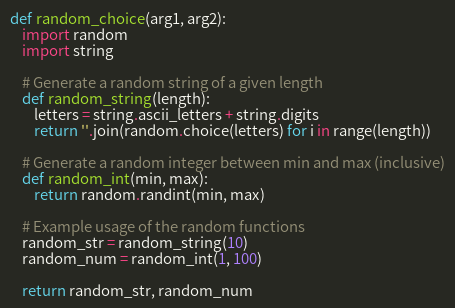 def random_choice(arg1, arg2):
    import random
    import string

    # Generate a random string of a given length
    def random_string(length):
        letters = string.ascii_letters + string.digits
        return ''.join(random.choice(letters) for i in range(length))

    # Generate a random integer between min and max (inclusive)
    def random_int(min, max):
        return random.randint(min, max)

    # Example usage of the random functions
    random_str = random_string(10)
    random_num = random_int(1, 100)

    return random_str, random_num